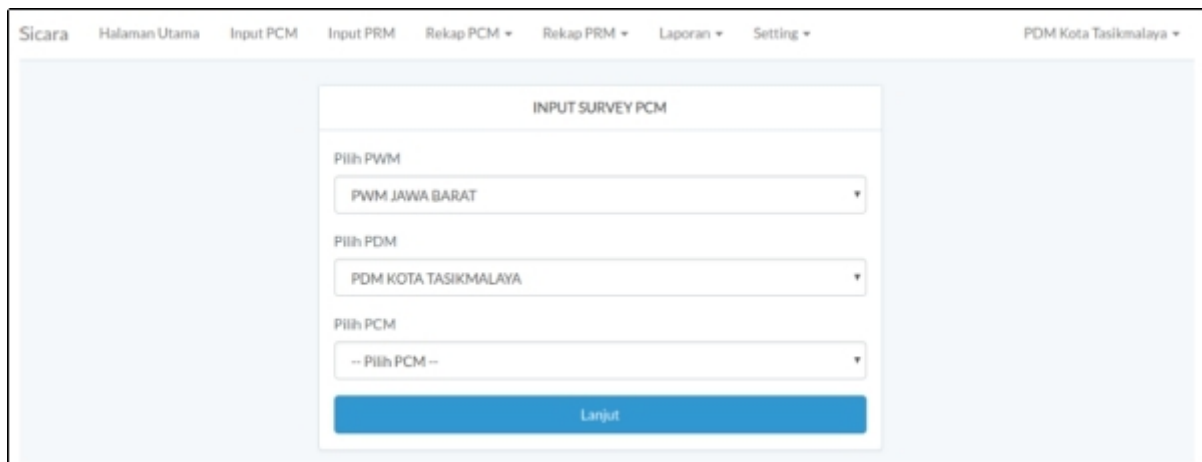 Sicara Halaman Utama Input PCM Input PRM Rekap PCM Rekap PRM Laporan Setting PDM Kota Tasikmalaya
INPUT SURVEY PCM
Pilih PWM
PWM JAWA BARAT
Pilih PDM
PDM KOTA TASIKMALAYA
Pilih PCM
-- Pilih PCM --
Lanjut